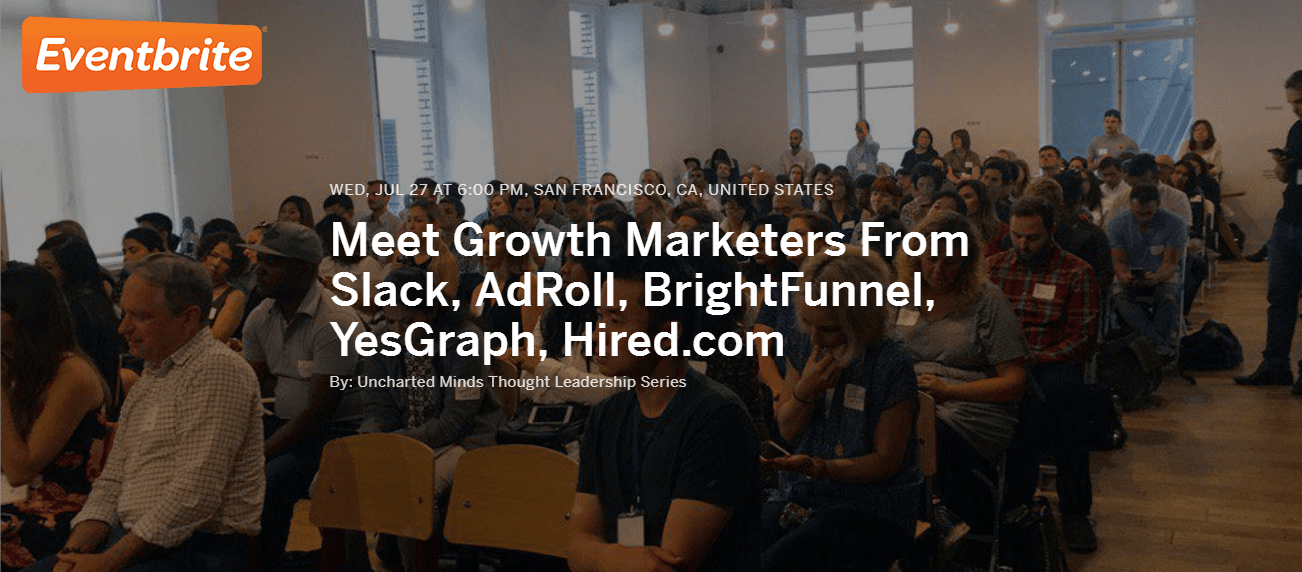 Eventbrite
WED, JUL 27 AT 6:00 PM, SAN FRANCISCO, CA, UNITED STATES
Meet Growth Marketers From
Slack, AdRoll, BrightFunnel,
YesGraph, Hired.com
By: Uncharted Minds Thought Leadership Series